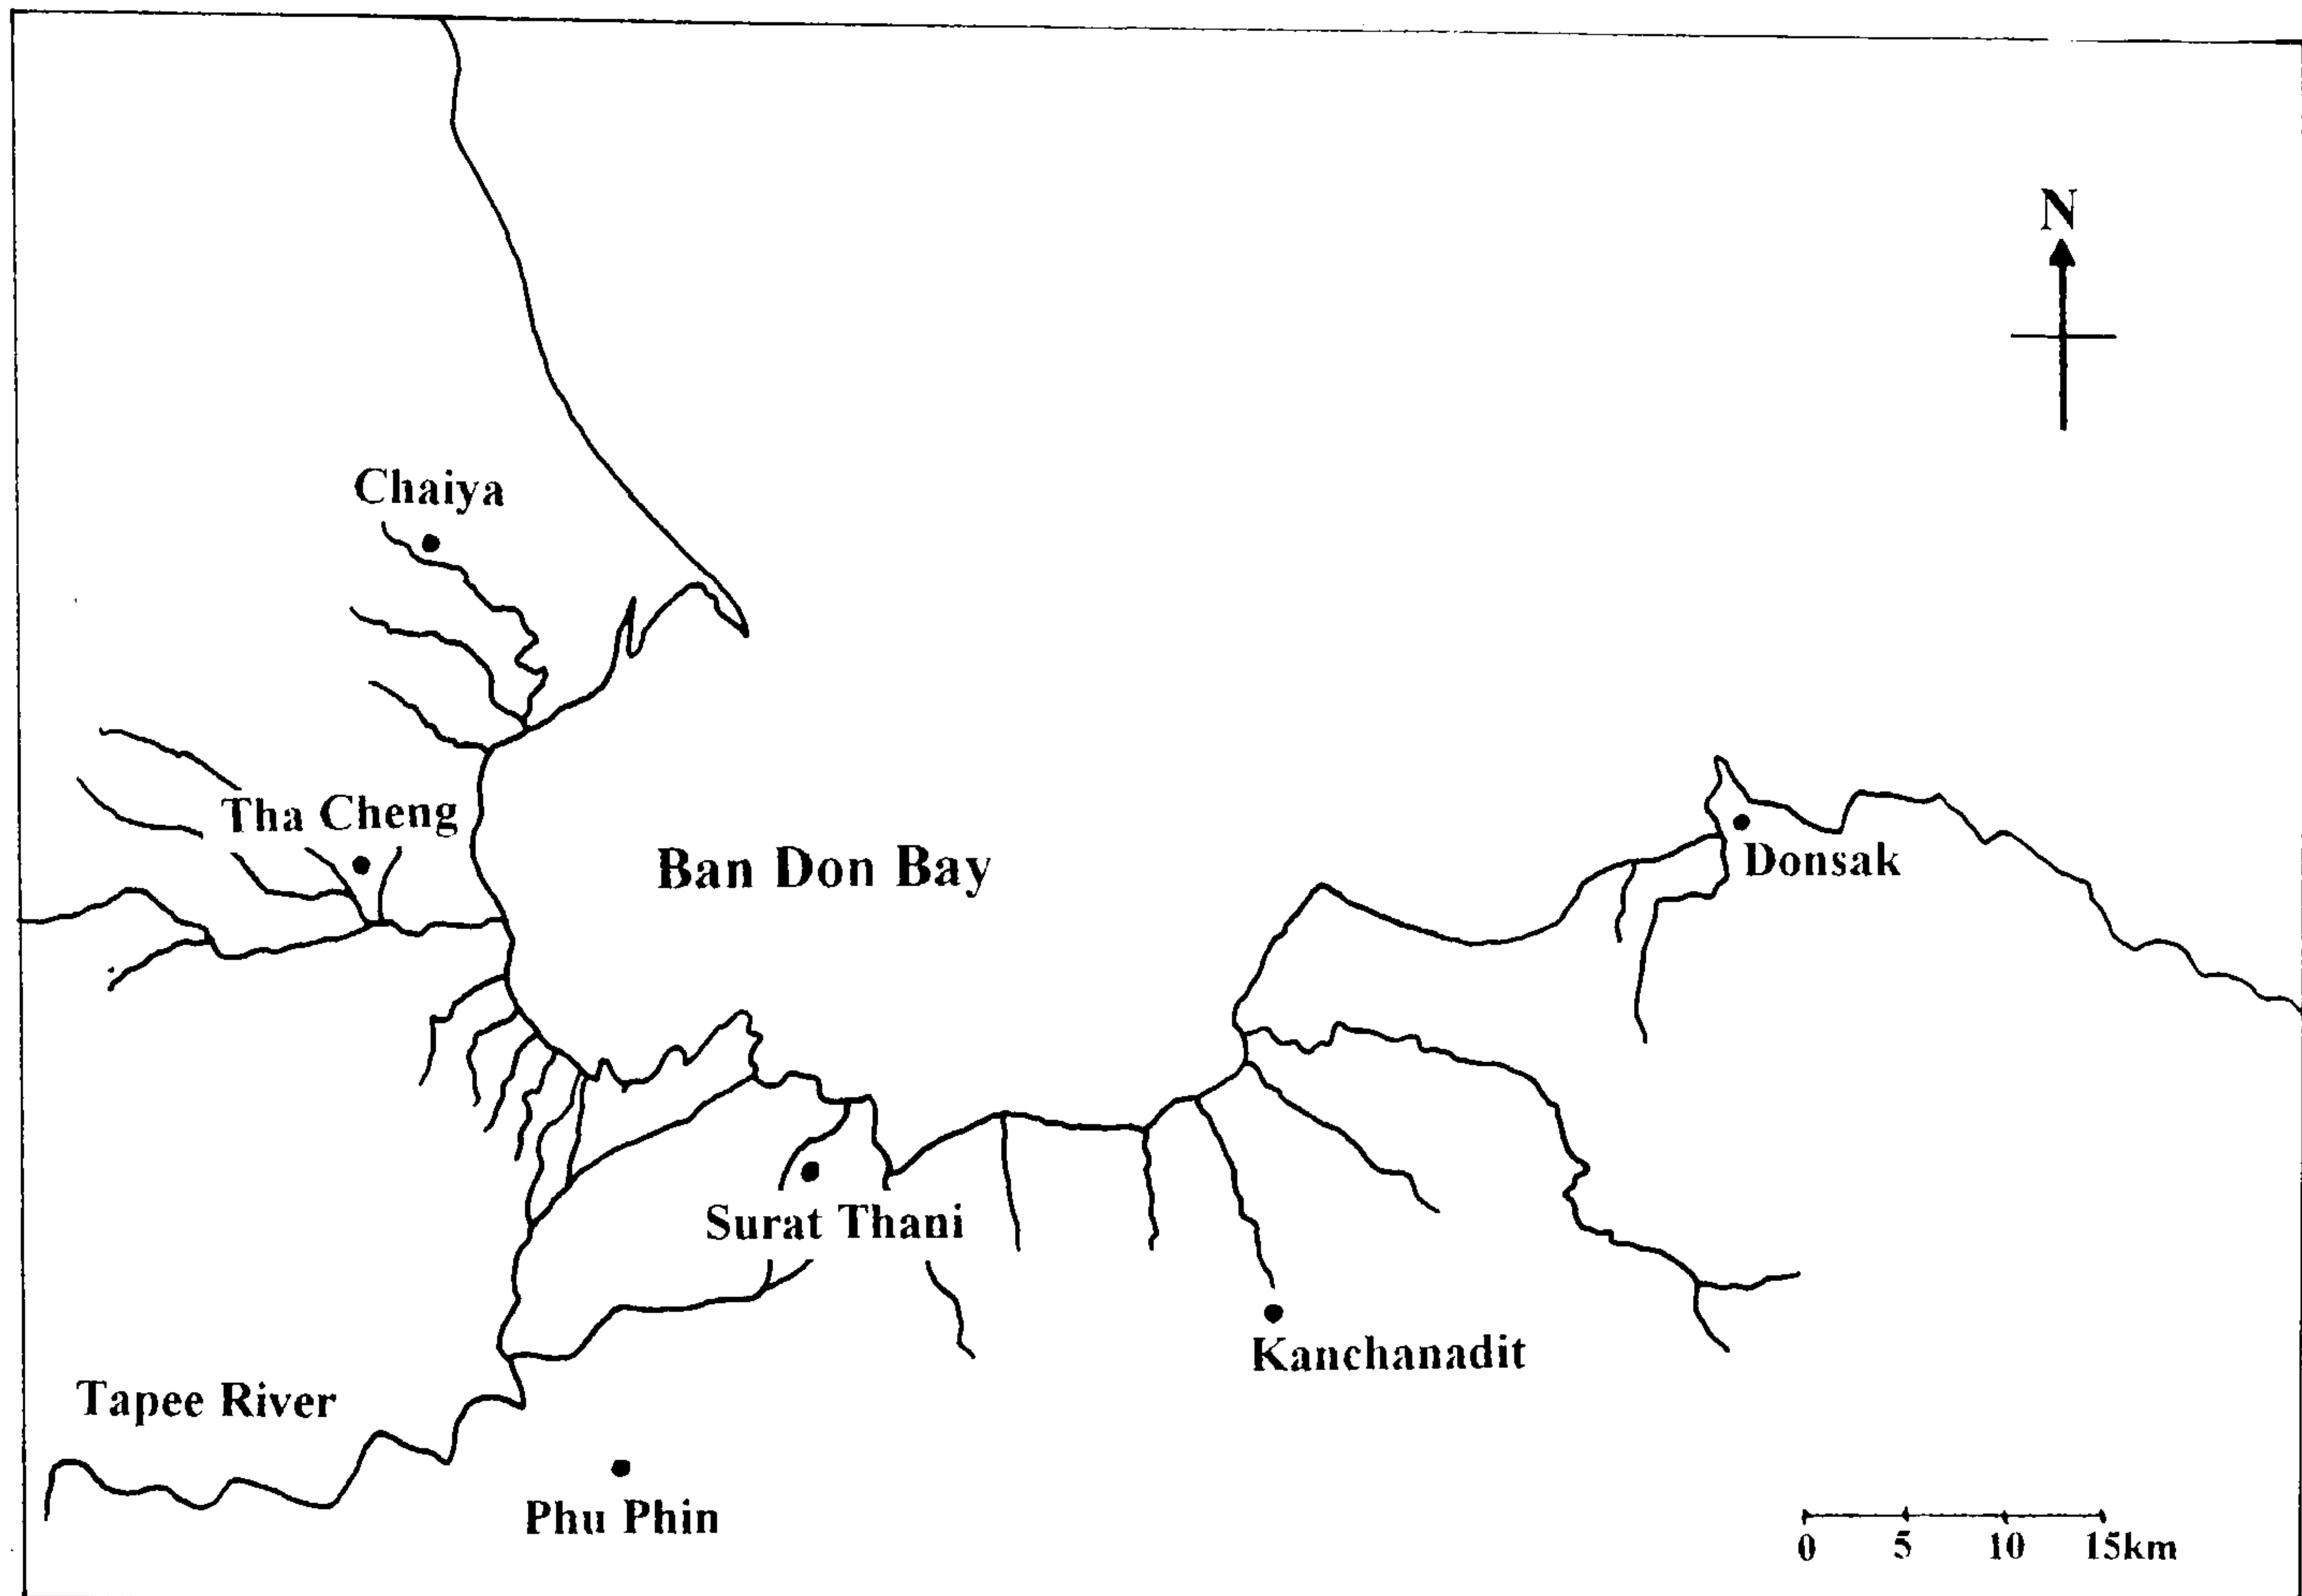 N
Chaiya
Tha Cheng
Ban Don Bay
Donsak
Surat Thani
Kanchanadit
Tapee River
Phu Phin
0 5 10 15km